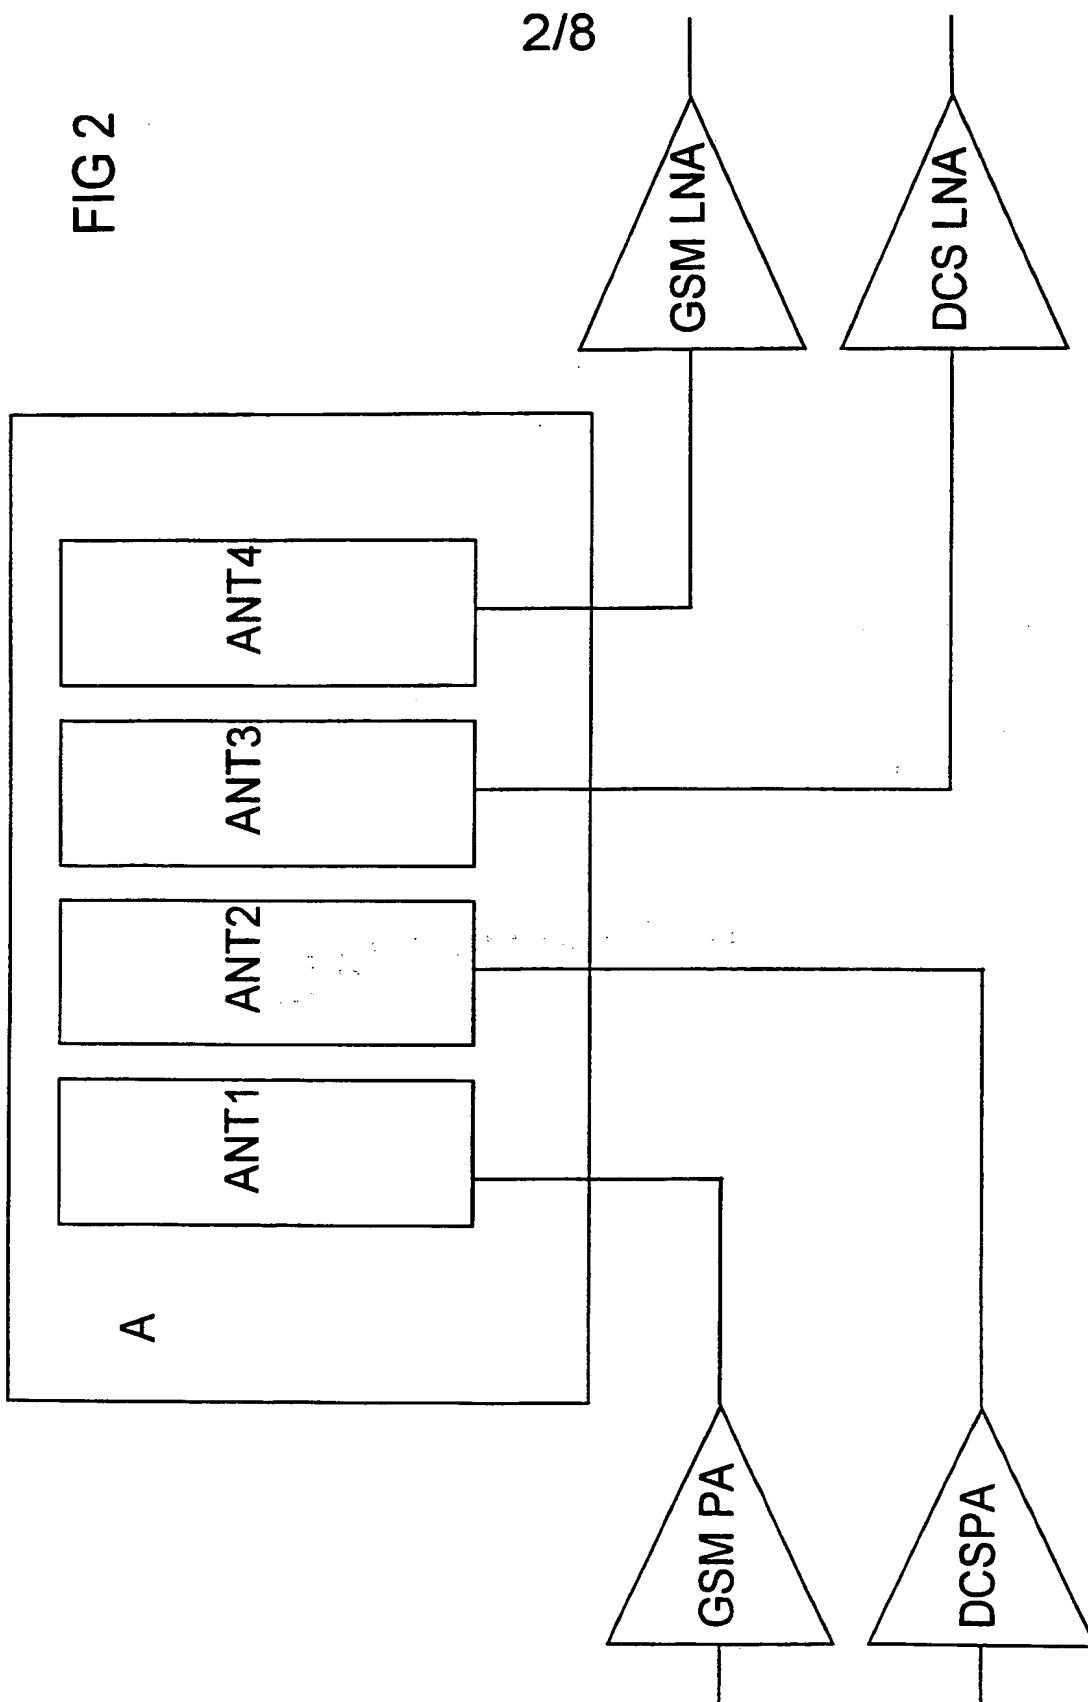 2/8
FIG 2
A
ANT1
ANT2
ANT3
ANT4
GSM PA
DCSPA
GSM LNA
DCS LNA